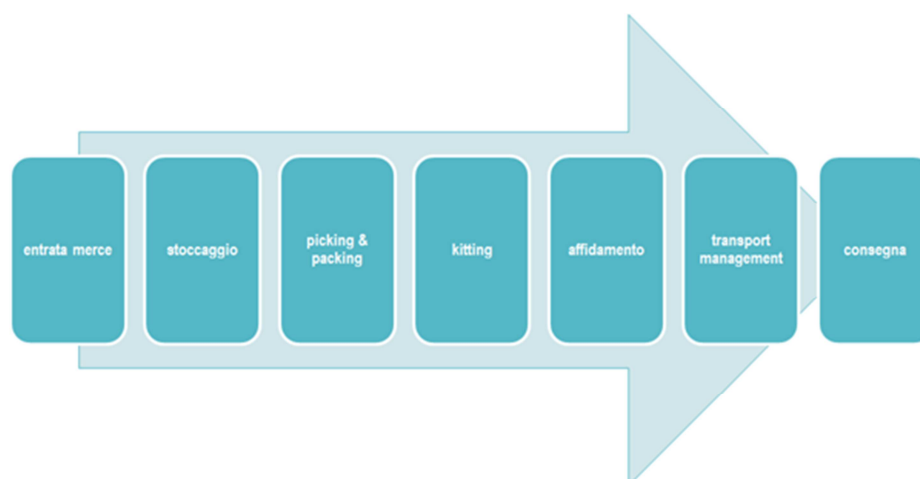 entrata merce
stoccaggio
picking &
packing
kitting
affidamento
transport
management
consegna